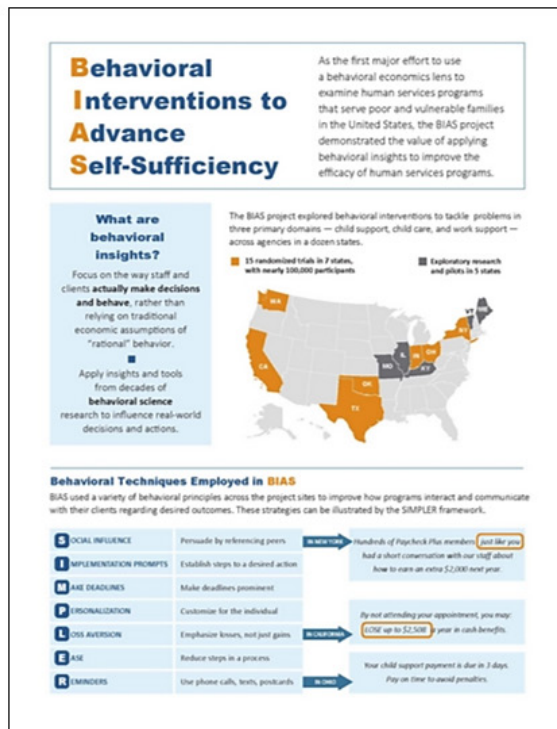 Behavioral
Interventions to
Advance
Self-Sufficiency
As the first major effort to use
a behavioral economics lens to
examine human services programs
that serve poor and vulnerable families
in the United States, the BIAS project
demonstrated the value of applying
behavioral insights to improve the
efficacy of human services programs.
What are
behavioral
insights?
Focus on the way staff and
clients actually make decisions
and behave, rather than
relying on traditional
economic assumptions of
“rational” behavior.
Apply insights and tools
from decades of
behavioral science
research to influence real-world
decisions and actions.
The BIAS project explored behavioral interventions to tackle problems in
three primary domains — child support, child care, and work support —
across agencies in a dozen states.
15 randomized trials in 7 states,
with nearly 100,000 participants
Exploratory research
and pilots in 5 states
WA
VT
ME
NY
IL
IN
OH
CA
MO
KY
OK
TX
Behavioral Techniques Employed in BIAS
BIAS used a variety of behavioral principles across the project sites to improve how programs interact and communicate
with their clients regarding desired outcomes. These strategies can be illustrated by the SIMPLER framework.
SOCIAL INFLUENCE
Persuade by referencing peers
IN NEW YORK
Hundreds of Paycheck Plus members just like you
had a short conversation with our staff about
how to earn an extra $2,000 next year.
IMPLEMENTATION PROMPTS
Establish steps to a desired action
MAKE DEADLINES
Make deadlines prominent
PERSONALIZATION
Customize for the individual
LOSS AVERSION
Emphasize losses, not just gains
IN CALIFORNIA
By not attending your appointment, you may:
LOSE up to $2,500 a year in cash benefits.
EASE
Reduce steps in a process
REMINDERS
Use phone calls, texts, postcards
IN OHIO
Your child support payment is due in 3 days.
Pay on time to avoid penalties.